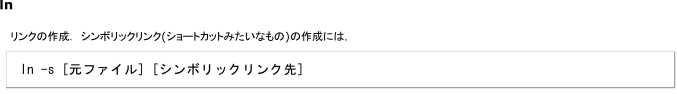 ln
リンクの作成. シンボリックリンク(ショートカットみたいなもの)の作成には,
ln -s [元ファイル] [シンボリックリンク先]